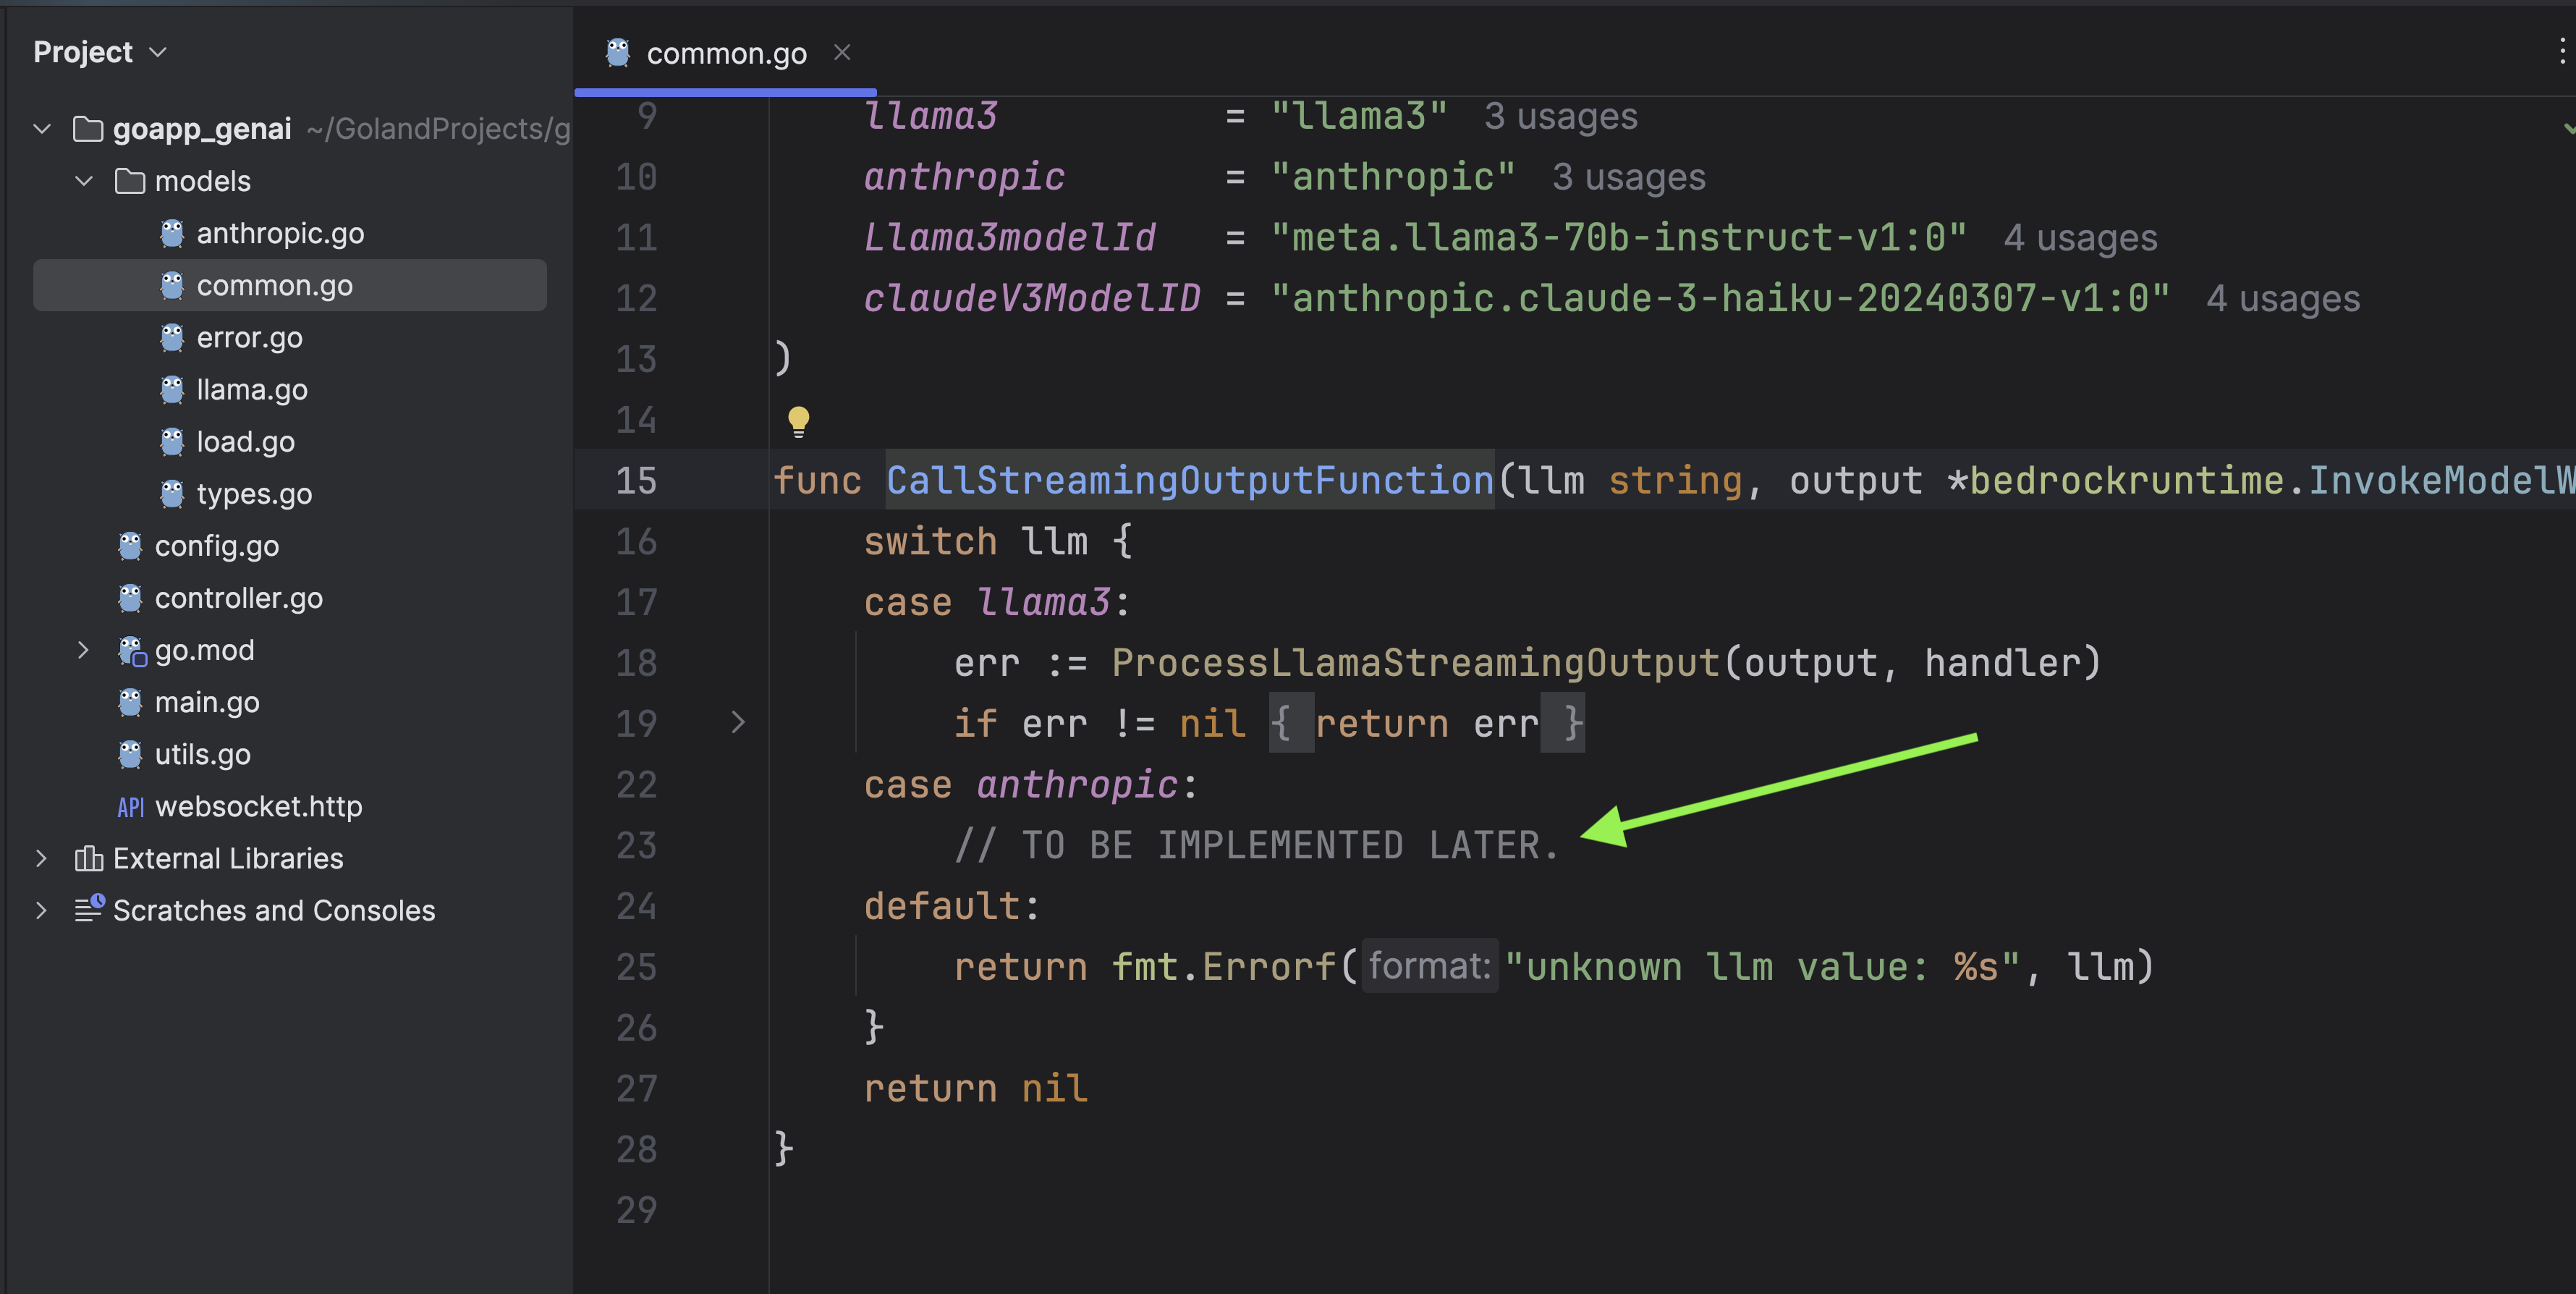 Project
goapp_genai ~/GolandProjects/g
models
anthropic.go
common.go
error.go
llama.go
load.go
types.go
config.go
controller.go
go.mod
main.go
utils.go
API websocket.http
External Libraries
Scratches and Consoles
common.go
9 llama3 = "llama3" 3 usages
10 anthropic = "anthropic" 3 usages
11 Llama3modelId = "meta.llama3-70b-instruct-v1:0" 4 usages
12 claudeV3ModelID = "anthropic.claude-3-haiku-20240307-v1:0" 4 usages
13 )
14
15 func CallStreamingOutputFunction(llm string, output *bedrockruntime.InvokeModelW
16 switch llm {
17 case llama3:
18 err := ProcessLlamaStreamingOutput(output, handler)
19 if err != nil { return err }
22 case anthropic:
23 // TO BE IMPLEMENTED LATER.
24 default:
25 return fmt.Errorf( format: "unknown llm value: %s", llm)
26 }
27 return nil
28 }
29